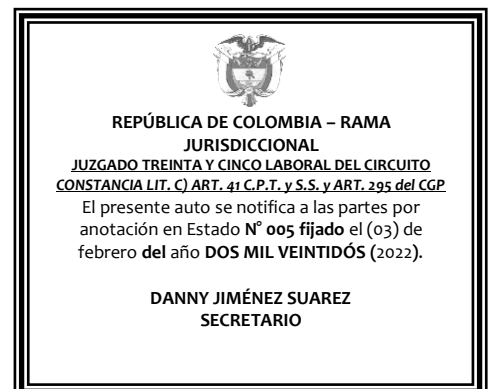 REPÚBLICA DE COLOMBIA – RAMA
JURISDICCIONAL
JUZGADO TREINTA Y CINCO LABORAL DEL CIRCUITO
CONSTANCIA LIT. C) ART. 41 C.P.T. y S.S. y ART. 295 del CGP
El presente auto se notifica a las partes por
anotación en Estado N° 005 fijado el (03) de
febrero del año DOS MIL VEINTIDÓS (2022).
DANNY JIMÉNEZ SUAREZ
SECRETARIO